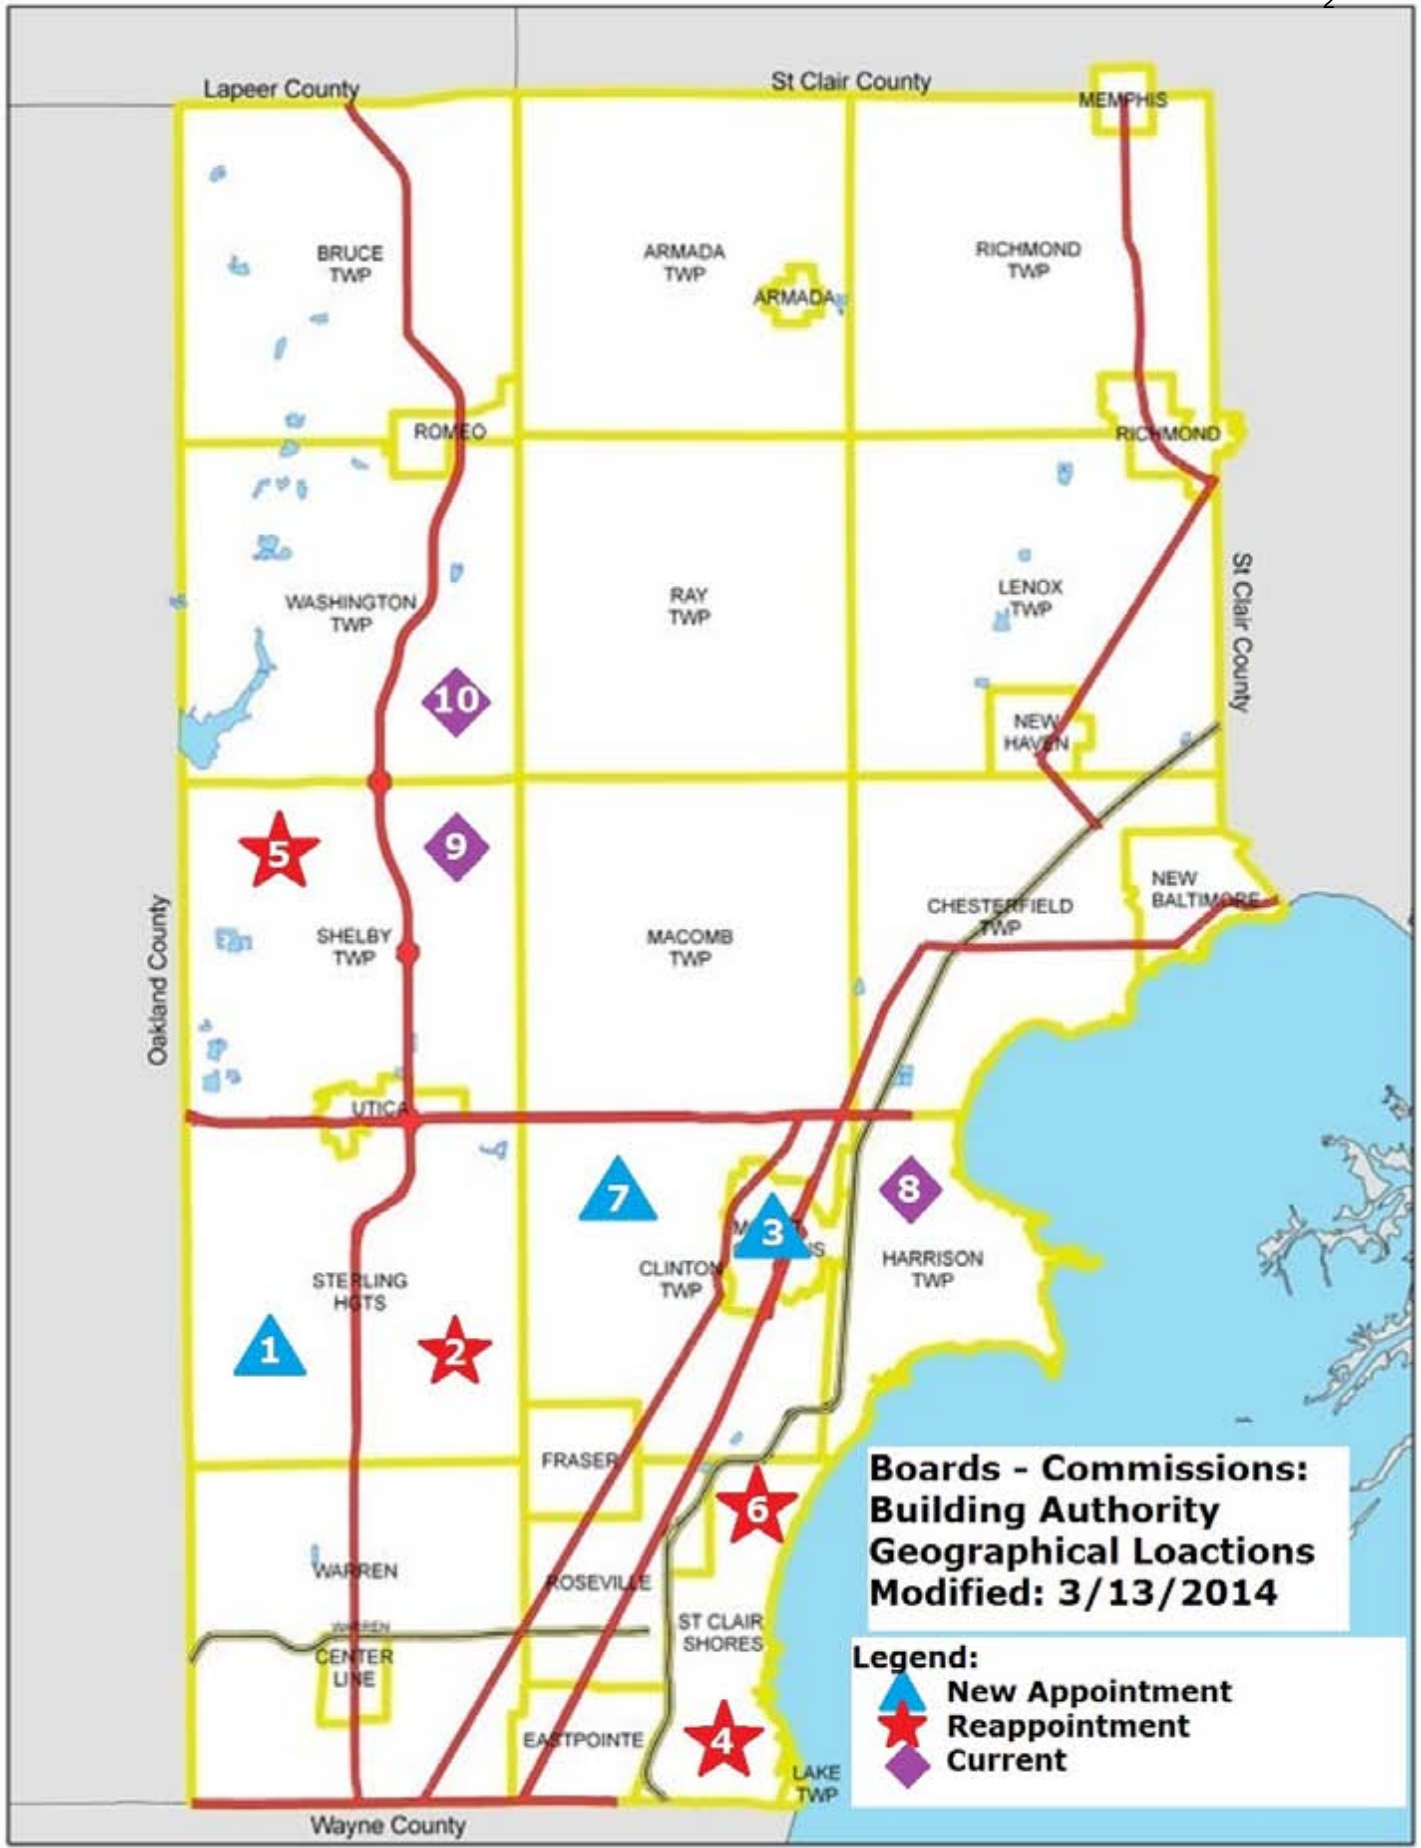 2
Lapeer County
St Clair County
MEMPHIS
BRUCE
TWP
ARMADA
TWP
ARMADA
RICHMOND
TWP
ROMEO
RICHMOND
WASHINGTON
TWP
RAY
TWP
LENOX
TWP
St Clair County
10
NEW
HAVEN
5
9
Oakland County
SHELBY
TWP
MACOMB
TWP
CHESTERFIELD
TWP
NEW
BALTIMORE
UTICA
7
3
8
CLINTON
TWP
HARRISON
TWP
STERLING
HGTS
1
2
FRASER
6
WARREN
ROSEVILLE
WARREN
CENTER
LINE
ST CLAIR
SHORES
EASTPOINTE
4
LAKE
TWP
Wayne County
Boards - Commissions:
Building Authority
Geographical Loactions
Modified: 3/13/2014
Legend:
New Appointment
Reappointment
Current